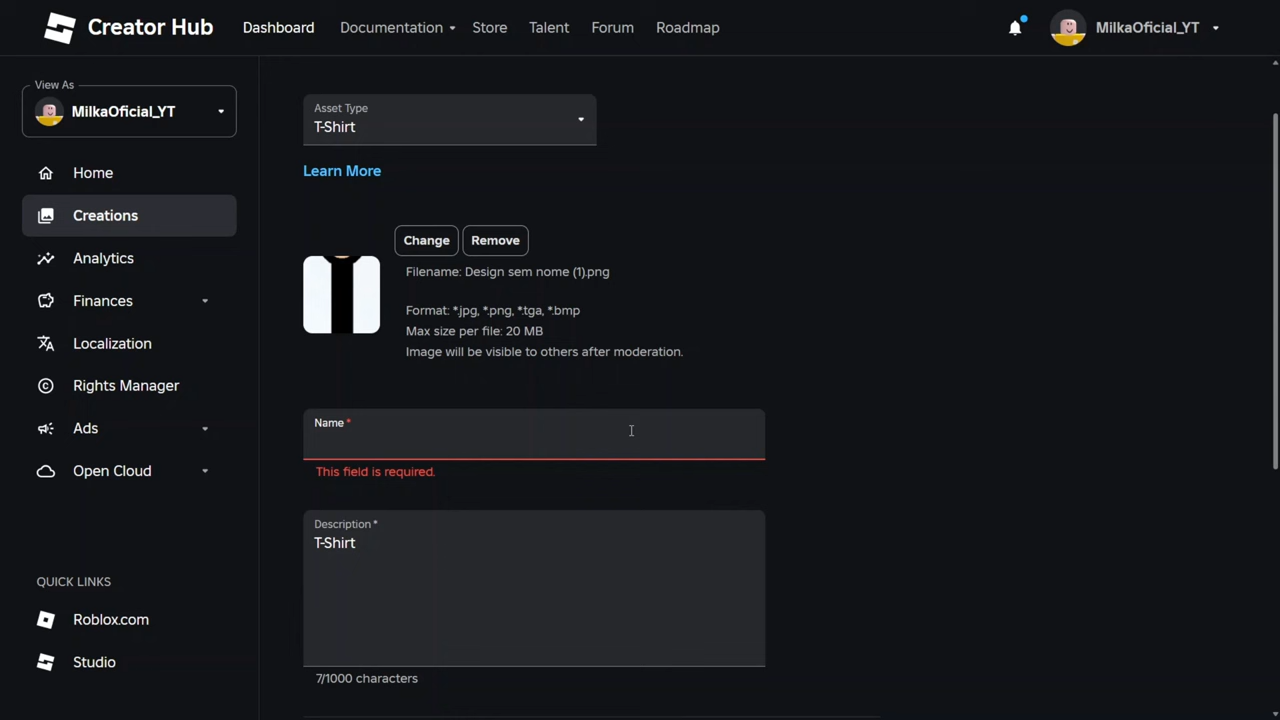 Creator Hub
Dashboard
Documentation
Store
Talent
Forum
Roadmap
MilkaOficial_YT
View As
MilkaOficial_YT
Home
Creations
Analytics
Finances
Localization
Rights Manager
Ads
Open Cloud
QUICK LINKS
Roblox.com
Studio
Asset Type
T-Shirt
Learn More
Change
Remove
Filename: Design sem nome (1).png
Format: *.jpg, *.png, *.tga, *.bmp
Max size per file: 20 MB
Image will be visible to others after moderation.
Name *
This field is required.
Description *
T-Shirt
7/1000 characters